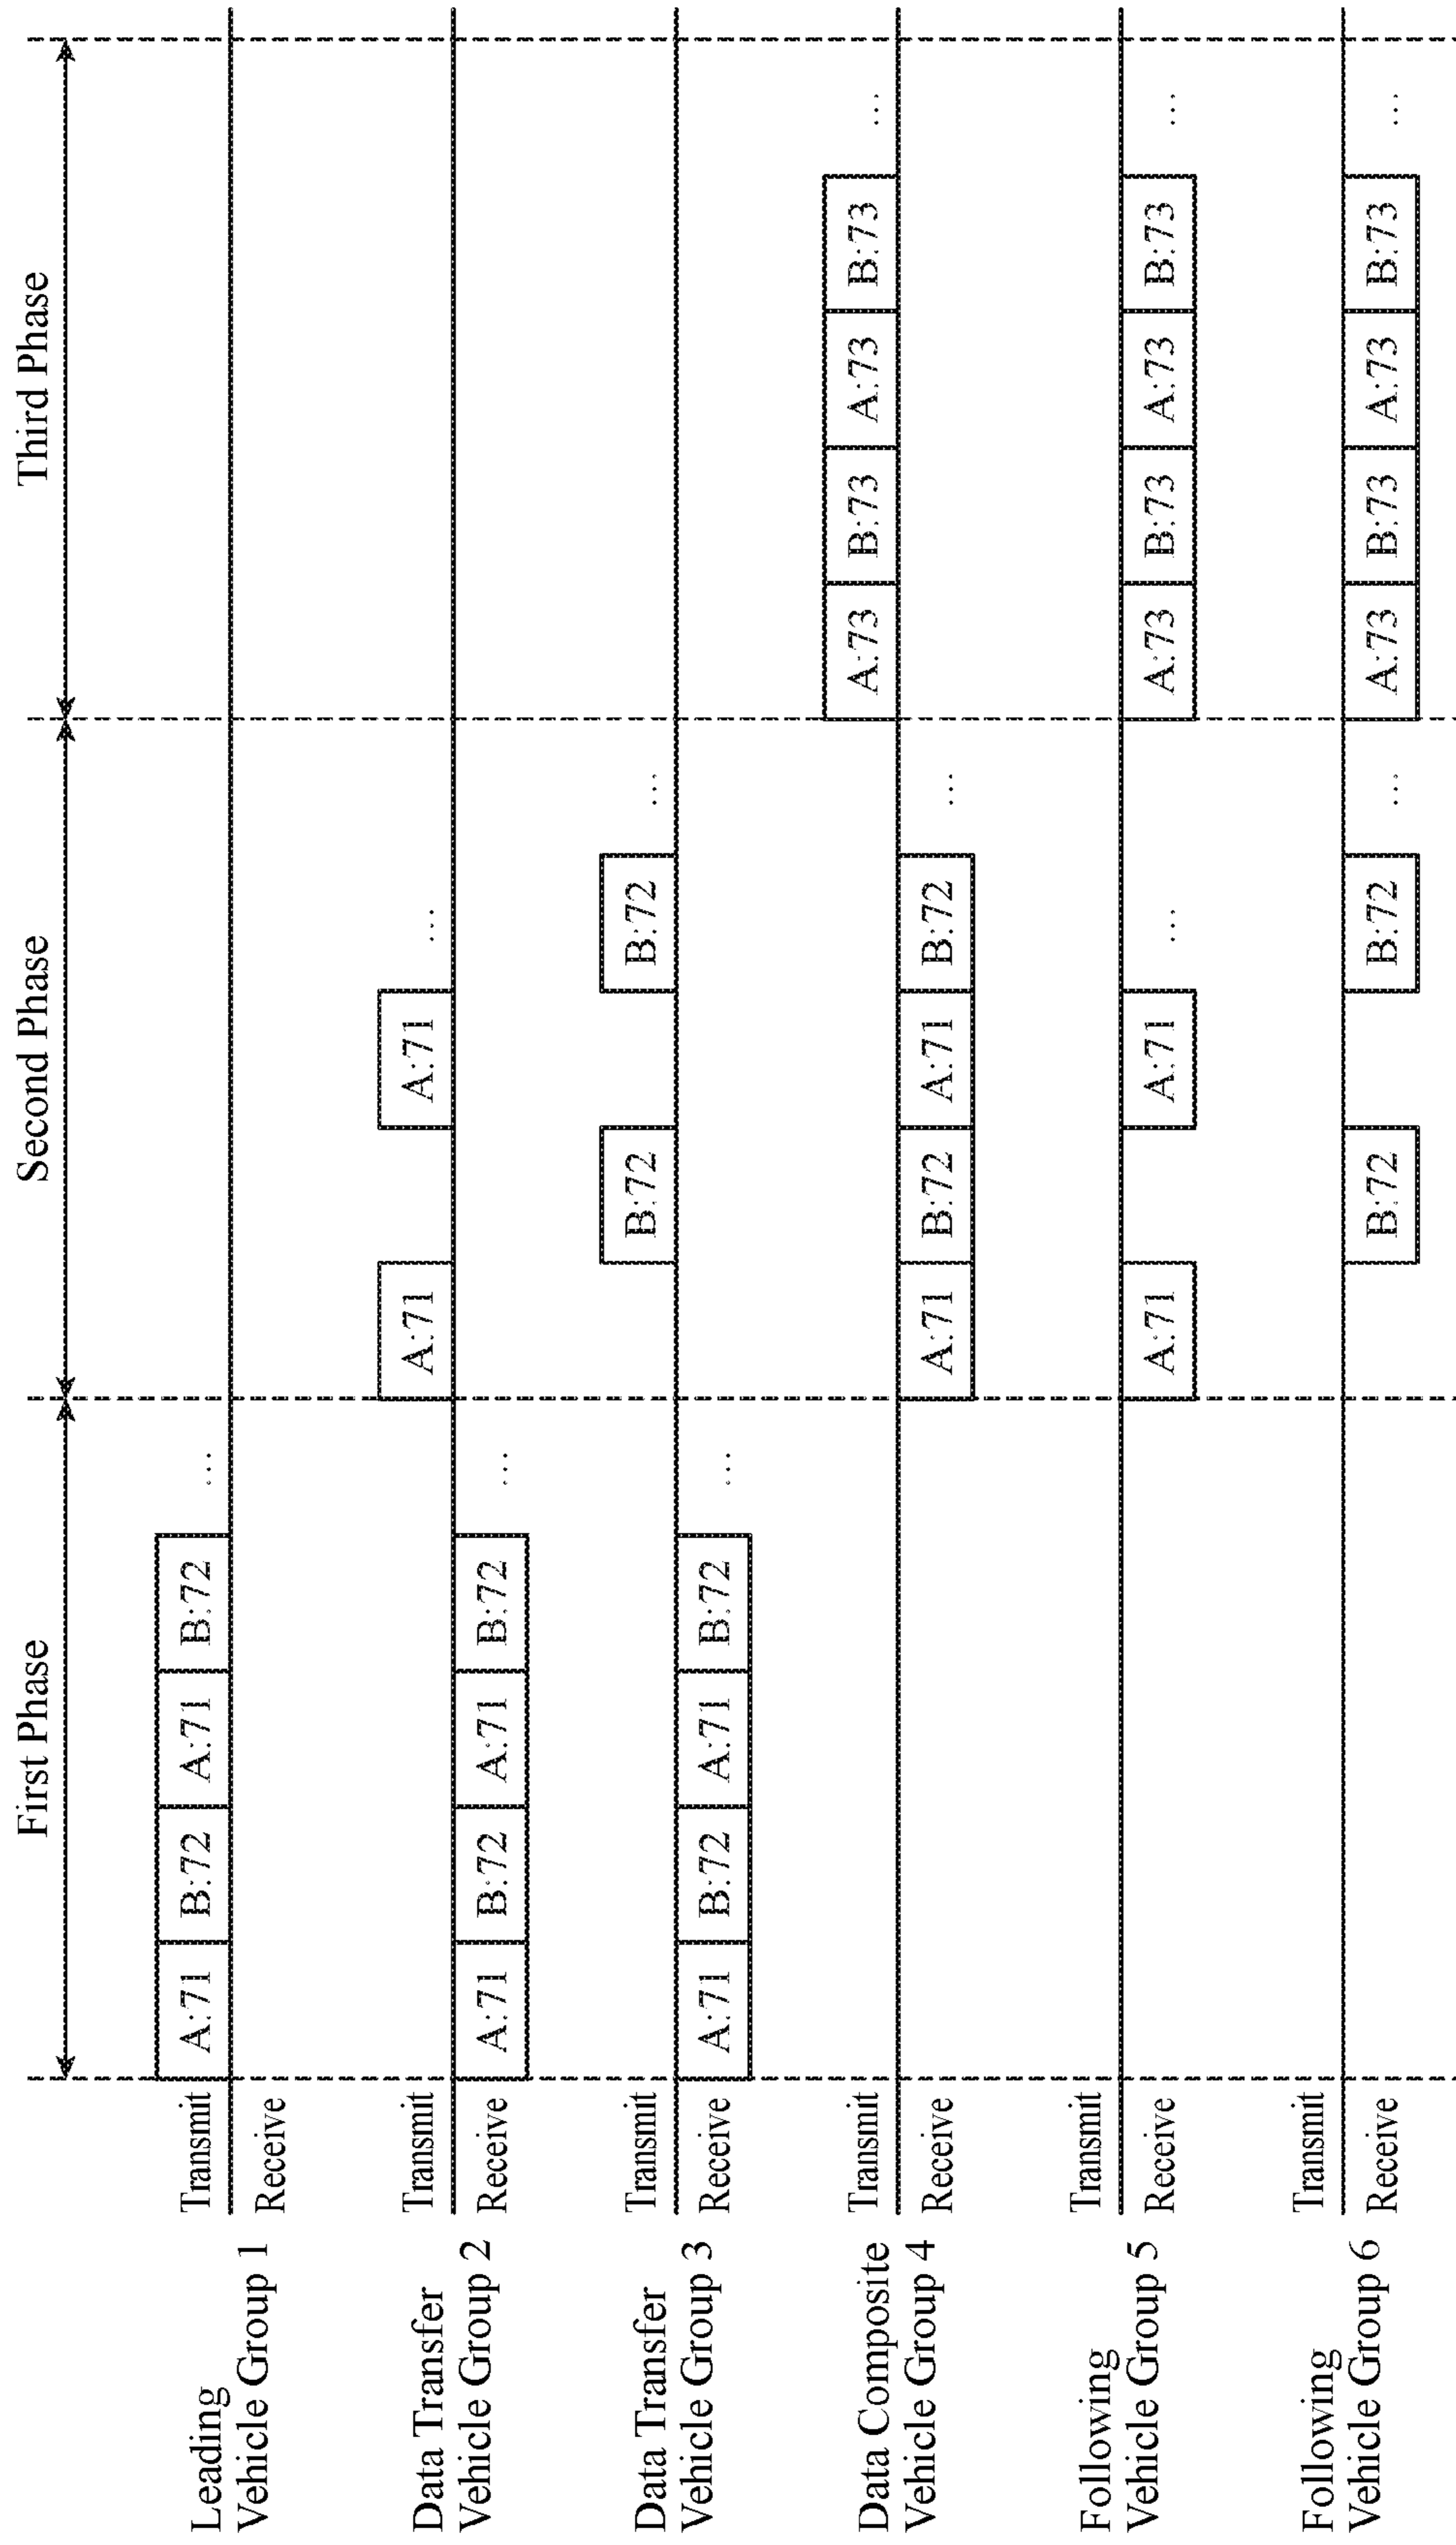 First Phase
Second Phase
Third Phase
Leading
Vehicle Group 1
Transmit
Receive
A:71 B:72 A:71 B:72 ...
Data Transfer
Vehicle Group 2
Transmit
Receive
A:71 A:71 ...
A:71 B:72 A:71 B:72 ...
Data Transfer
Vehicle Group 3
Transmit
Receive
B:72 B:72 ...
A:71 B:72 A:71 B:72 ...
Data Composite
Vehicle Group 4
Transmit
Receive
A:73 B:73 A:73 B:73 ...
A:71 B:72 A:71 B:72 ...
Following
Vehicle Group 5
Transmit
Receive
A:71 A:71 ... A:73 B:73 A:73 B:73 ...
Following
Vehicle Group 6
Transmit
Receive
B:72 B:72 ... A:73 B:73 A:73 B:73 ...